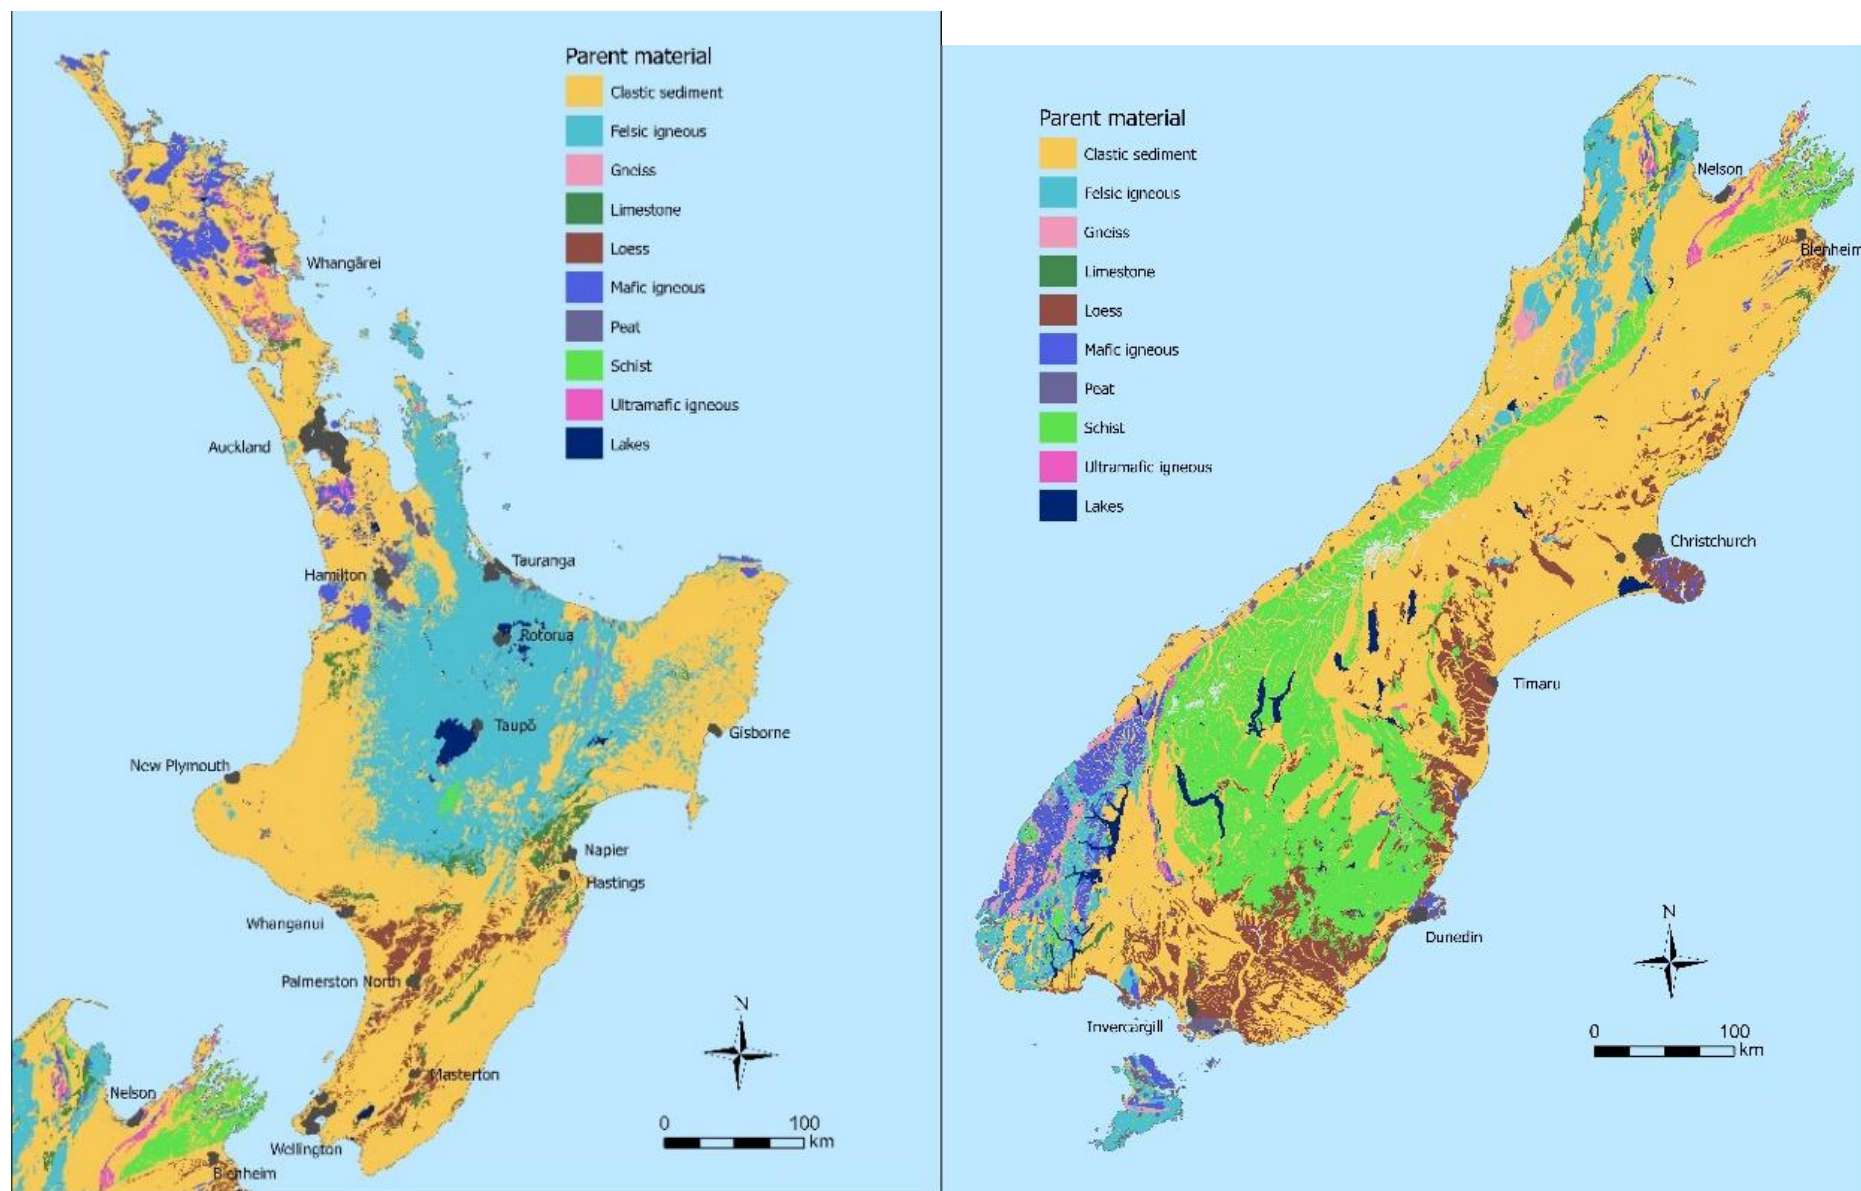 Parent material
Clastic sediment
Felsic igneous
Gneiss
Limestone
Loess
Mafic igneous
Peat
Schist
Ultramafic igneous
Lakes
Whangārei
Auckland
Hamilton
Tauranga
Rotorua
Taupō
Gisborne
New Plymouth
Napier
Hastings
Whanganui
Palmerston North
Masterton
Wellington
Nelson
Blenheim
N
0 100
km
Parent material
Clastic sediment
Felsic igneous
Gneiss
Limestone
Loess
Mafic igneous
Peat
Schist
Ultramafic igneous
Lakes
Nelson
Blenheim
Christchurch
Timaru
Dunedin
Invercargill
N
0 100
km